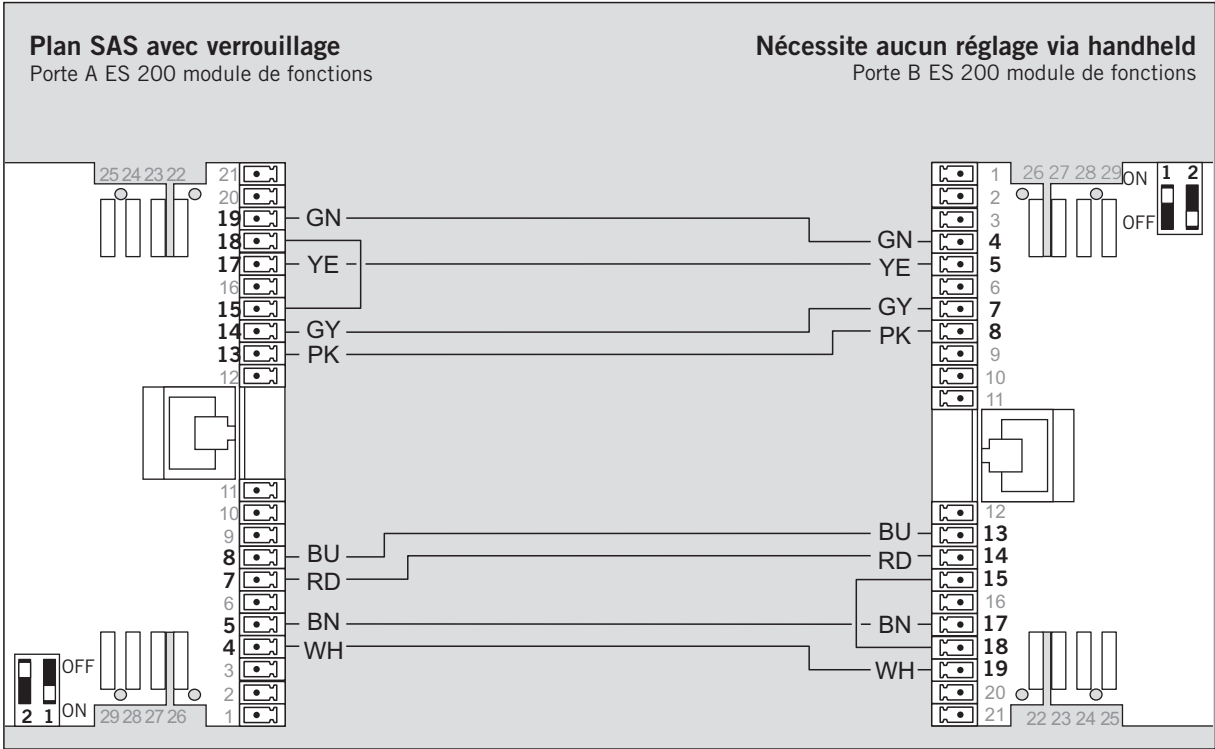 Plan SAS avec verrouillage
Porte A ES 200 module de fonctions
Nécessite aucun réglage via handheld
Porte B ES 200 module de fonctions
25 24 23 22
21
20
19 GN
18
17 YE
16
15
14 GY
13 PK
12
11
10
9
8 BU
7 RD
6
5 BN
4 WH
3
2
1
OFF
ON
2 1
29 28 27 26
1
2
3
GN 4
YE 5
6
GY 7
PK 8
9
10
11
26 27 28 29
ON
OFF
1 2
12
BU 13
RD 14
15
16
BN 17
18
WH 19
20
21
22 23 24 25